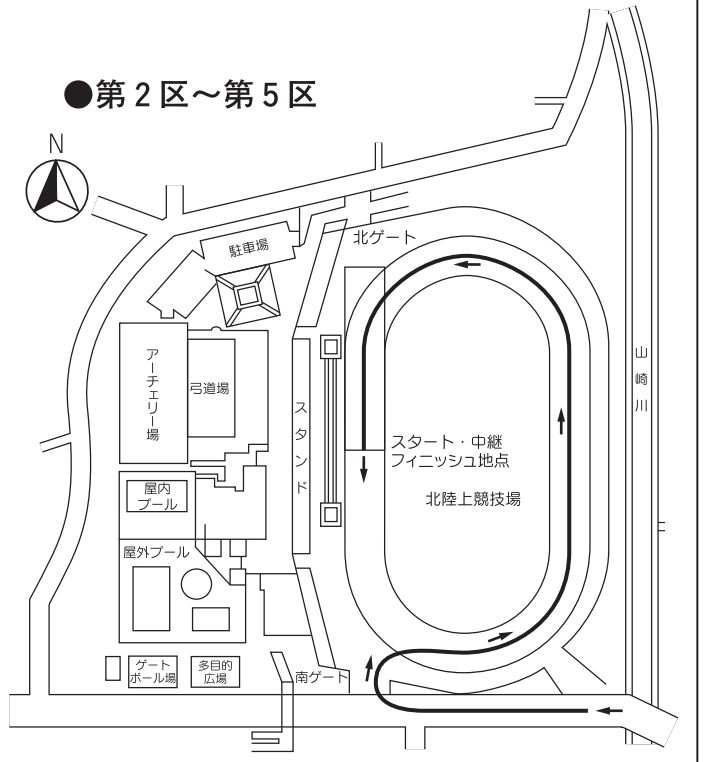 ●第2区～第5区
N
駐車場
北ゲート
アーチェリー場
弓道場
スタンド
山崎川
スタート・中継
フィニッシュ地点
北陸上競技場
屋内
プール
屋外プール
ゲート
ボール場
多目的
広場
南ゲート